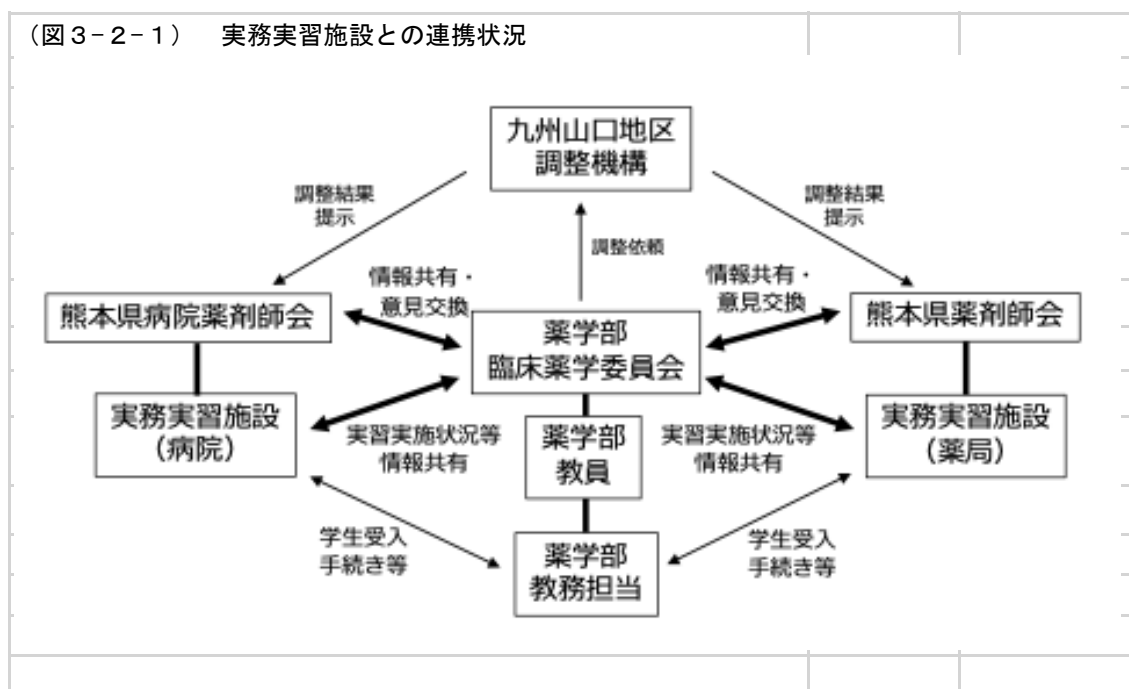 （図３-２-１）　実務実習施設との連携状況
九州山口地区
調整機構
調整結果
提示
調整結果
提示
調整依頼
情報共有・
意見交換
情報共有・
意見交換
熊本県病院薬剤師会
薬学部
臨床薬学委員会
熊本県薬剤師会
実務実習施設
（病院）
実習実施状況等
情報共有
薬学部
教員
実習実施状況等
情報共有
実務実習施設
（薬局）
学生受入
手続き等
薬学部
教務担当
学生受入
手続き等